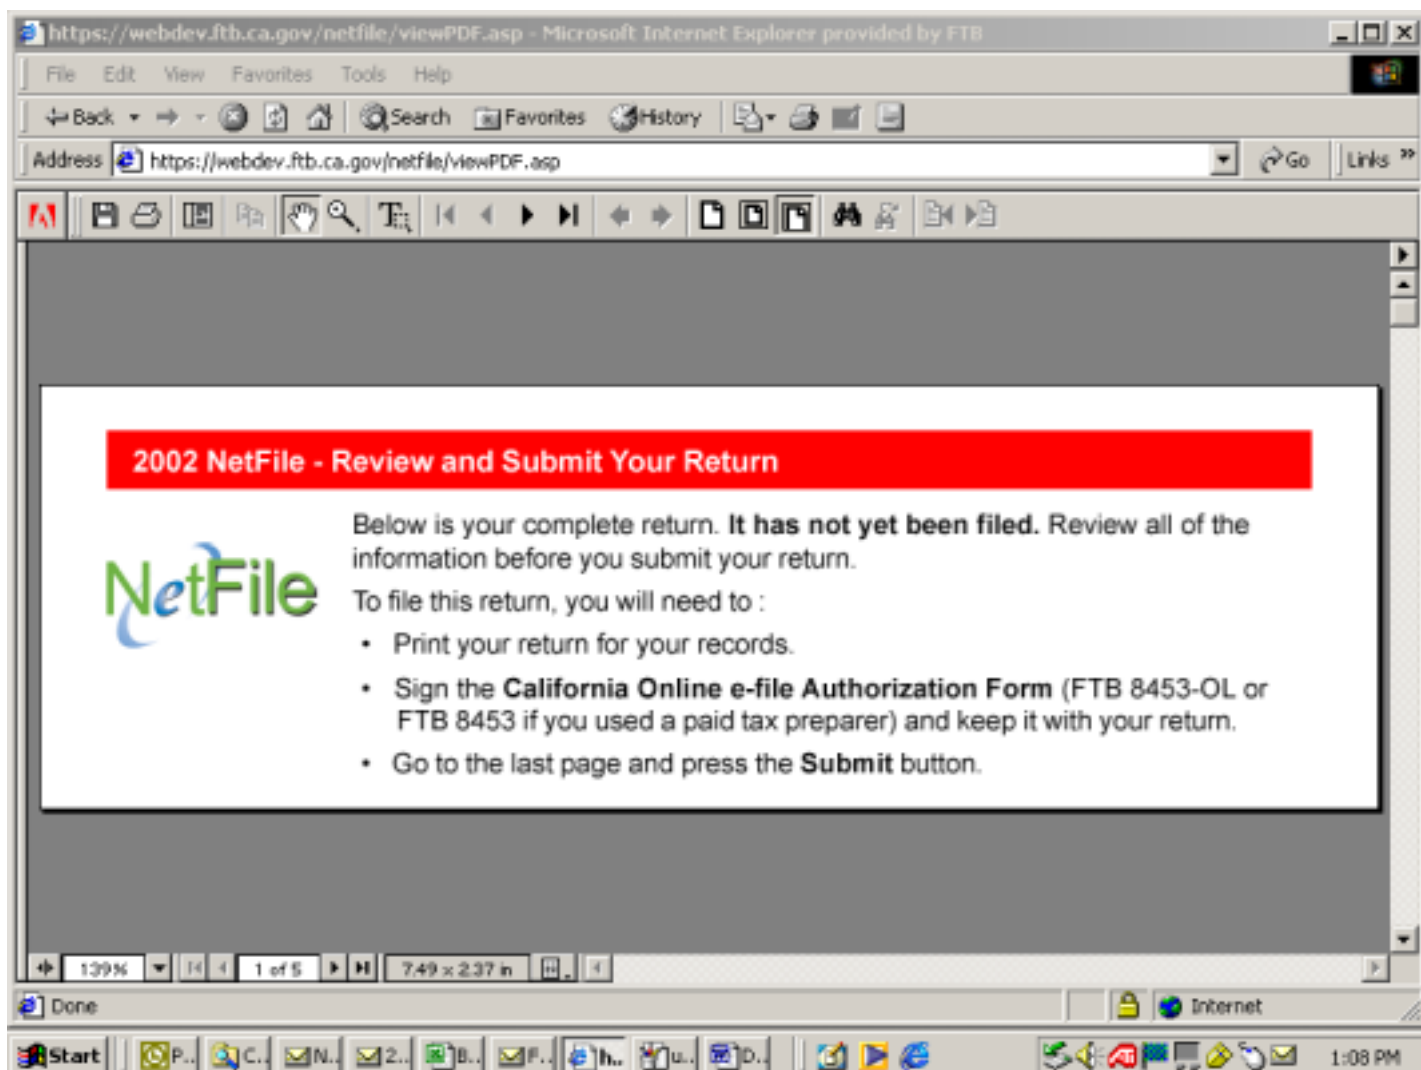 https://webdev.ftb.ca.gov/netfile/viewPDF.asp - Microsoft Internet Explorer provided by FTB
File Edit View Favorites Tools Help
Back Search Favorites History
Address https://webdev.ftb.ca.gov/netfile/viewPDF.asp Go Links »
2002 NetFile - Review and Submit Your Return
NetFile
Below is your complete return. It has not yet been filed. Review all of the
information before you submit your return.
To file this return, you will need to :
• Print your return for your records.
• Sign the California Online e-file Authorization Form (FTB 8453-OL or
FTB 8453 if you used a paid tax preparer) and keep it with your return.
• Go to the last page and press the Submit button.
139% 1 of 5 7.49 x 2.37 in
Done Internet
Start P.. C.. N.. 2.. B.. F.. h.. u.. D.. 1:08 PM